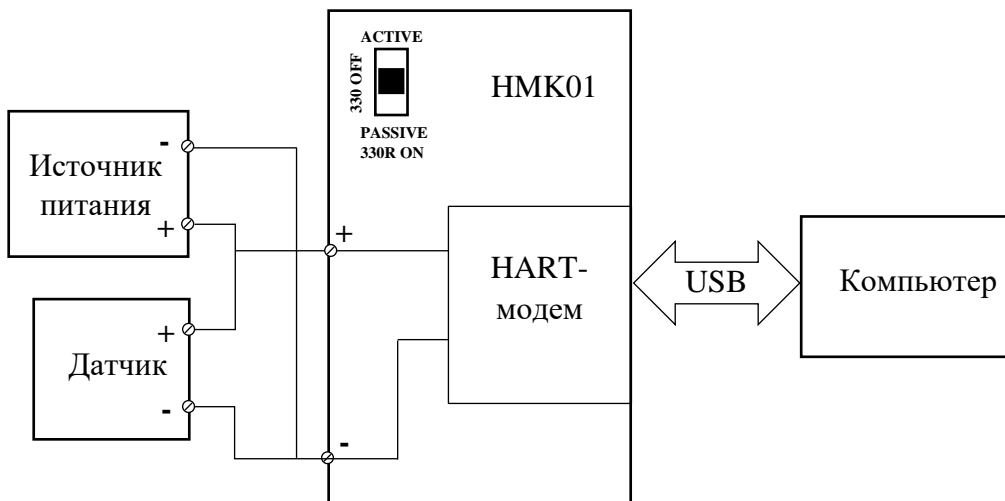 ACTIVE
330 OFF
PASSIVE
330R ON
HMK01
-
Источник
питания
+
+
Датчик
-
+
-
HART-
модем
USB
Компьютер